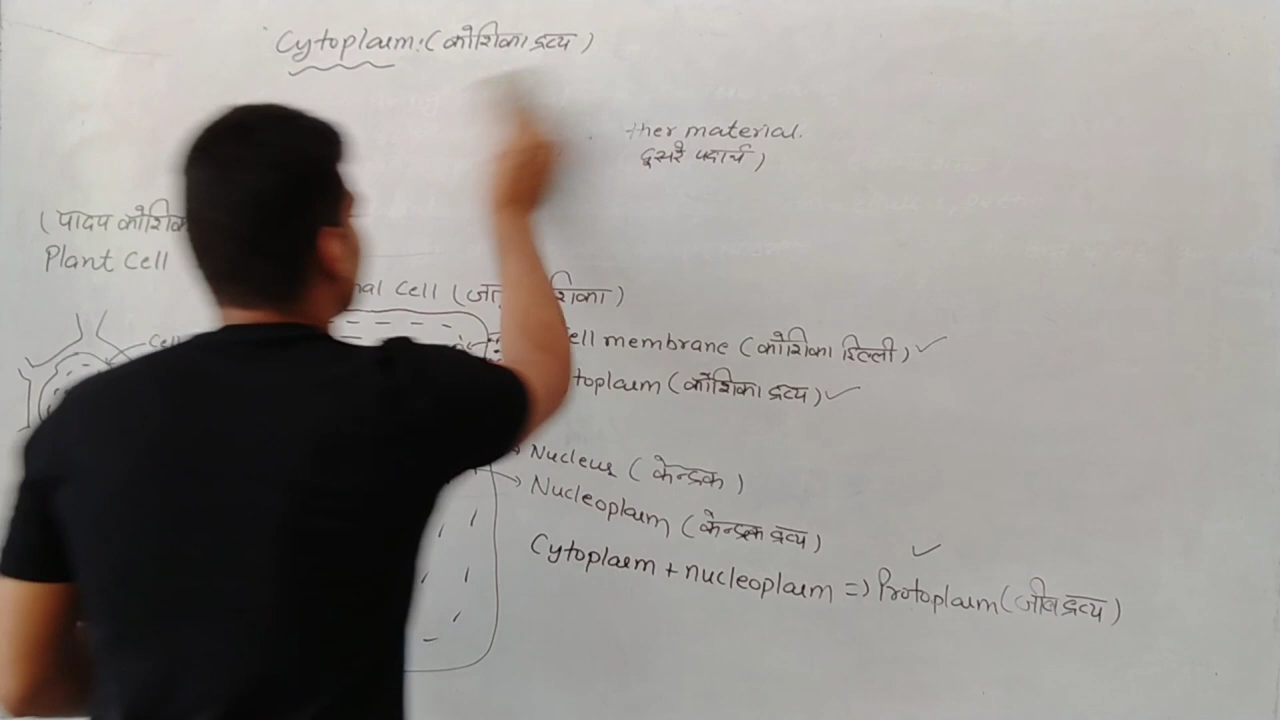 Cytoplasm: (कोशिका द्रव्य)
ther material.
दुसरे पदार्थ)
(पादप कोशिक
Plant Cell
nal Cell (जन्तु कोशिका)
Cell
ell membrane (कोशिका झिल्ली) ✓
toplasm (कोशिका द्रव्य) ✓
Nucleus (केन्द्रक)
Nucleoplasm (केन्द्रक द्रव्य)
Cytoplasm + nucleoplasm => Protoplasm (जीव द्रव्य)